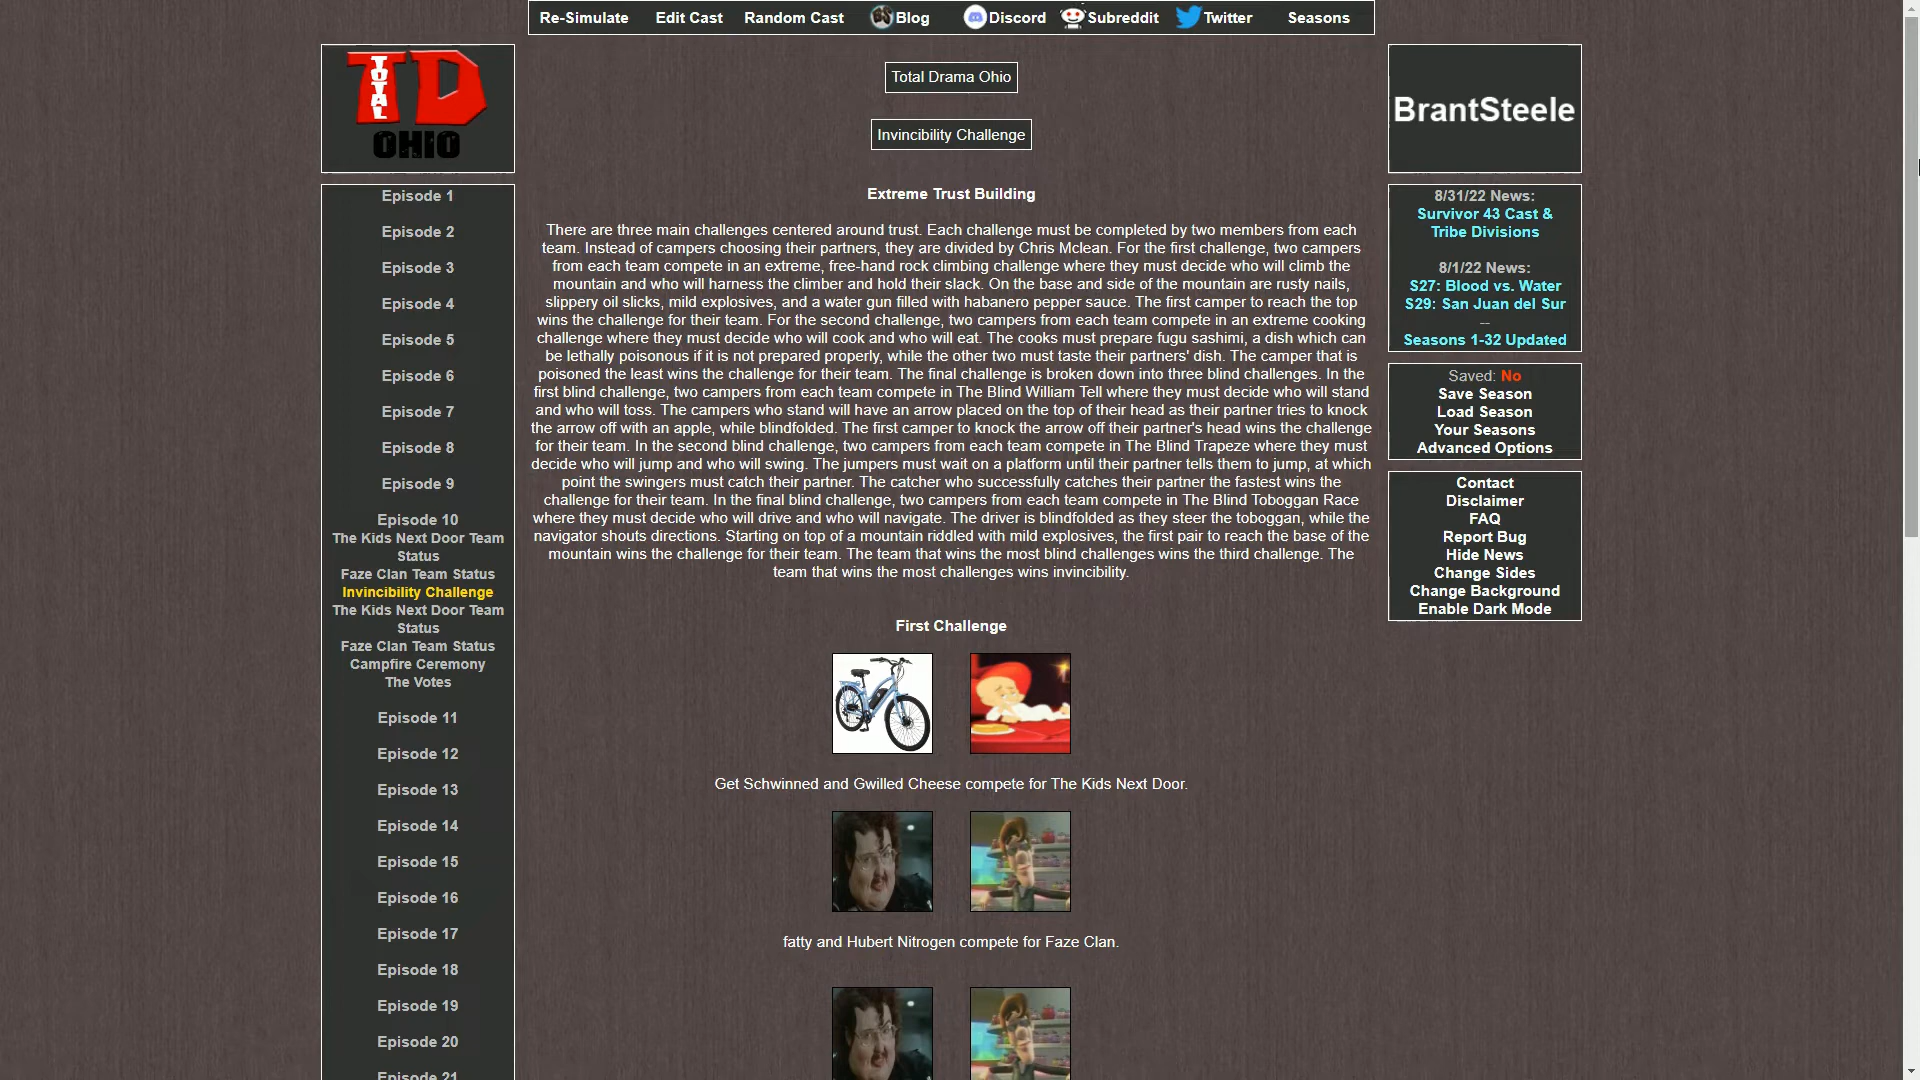 Re-Simulate Edit Cast Random Cast Blog Discord Subreddit Twitter Seasons
TOTAL
TD
OHIO
Episode 1
Episode 2
Episode 3
Episode 4
Episode 5
Episode 6
Episode 7
Episode 8
Episode 9
Episode 10
The Kids Next Door Team
Status
Faze Clan Team Status
Invincibility Challenge
The Kids Next Door Team
Status
Faze Clan Team Status
Campfire Ceremony
The Votes
Episode 11
Episode 12
Episode 13
Episode 14
Episode 15
Episode 16
Episode 17
Episode 18
Episode 19
Episode 20
Episode 21
Total Drama Ohio
Invincibility Challenge
Extreme Trust Building
There are three main challenges centered around trust. Each challenge must be completed by two members from each
team. Instead of campers choosing their partners, they are divided by Chris Mclean. For the first challenge, two campers
from each team compete in an extreme, free-hand rock climbing challenge where they must decide who will climb the
mountain and who will harness the climber and hold their slack. On the base and side of the mountain are rusty nails,
slippery oil slicks, mild explosives, and a water gun filled with habanero pepper sauce. The first camper to reach the top
wins the challenge for their team. For the second challenge, two campers from each team compete in an extreme cooking
challenge where they must decide who will cook and who will eat. The cooks must prepare fugu sashimi, a dish which can
be lethally poisonous if it is not prepared properly, while the other two must taste their partners' dish. The camper that is
poisoned the least wins the challenge for their team. The final challenge is broken down into three blind challenges. In the
first blind challenge, two campers from each team compete in The Blind William Tell where they must decide who will stand
and who will toss. The campers who stand will have an arrow placed on the top of their head as their partner tries to knock
the arrow off with an apple, while blindfolded. The first camper to knock the arrow off their partner's head wins the challenge
for their team. In the second blind challenge, two campers from each team compete in The Blind Trapeze where they must
decide who will jump and who will swing. The jumpers must wait on a platform until their partner tells them to jump, at which
point the swingers must catch their partner. The catcher who successfully catches their partner the fastest wins the
challenge for their team. In the final blind challenge, two campers from each team compete in The Blind Toboggan Race
where they must decide who will drive and who will navigate. The driver is blindfolded as they steer the toboggan, while the
navigator shouts directions. Starting on top of a mountain riddled with mild explosives, the first pair to reach the base of the
mountain wins the challenge for their team. The team that wins the most blind challenges wins the third challenge. The
team that wins the most challenges wins invincibility.
First Challenge
Get Schwinned and Gwilled Cheese compete for The Kids Next Door.
fatty and Hubert Nitrogen compete for Faze Clan.
BrantSteele
8/31/22 News:
Survivor 43 Cast &
Tribe Divisions
8/1/22 News:
S27: Blood vs. Water
S29: San Juan del Sur
--
Seasons 1-32 Updated
Saved: No
Save Season
Load Season
Your Seasons
Advanced Options
Contact
Disclaimer
FAQ
Report Bug
Hide News
Change Sides
Change Background
Enable Dark Mode